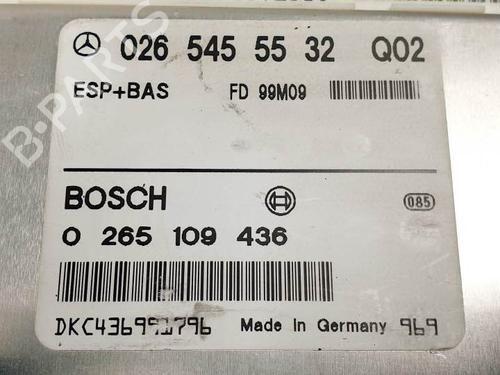 026 545 55 32 Q02
ESP+BAS FD 99M09
BOSCH 085
0 265 109 436
DKC436991796 Made in Germany 969
B-PARTS